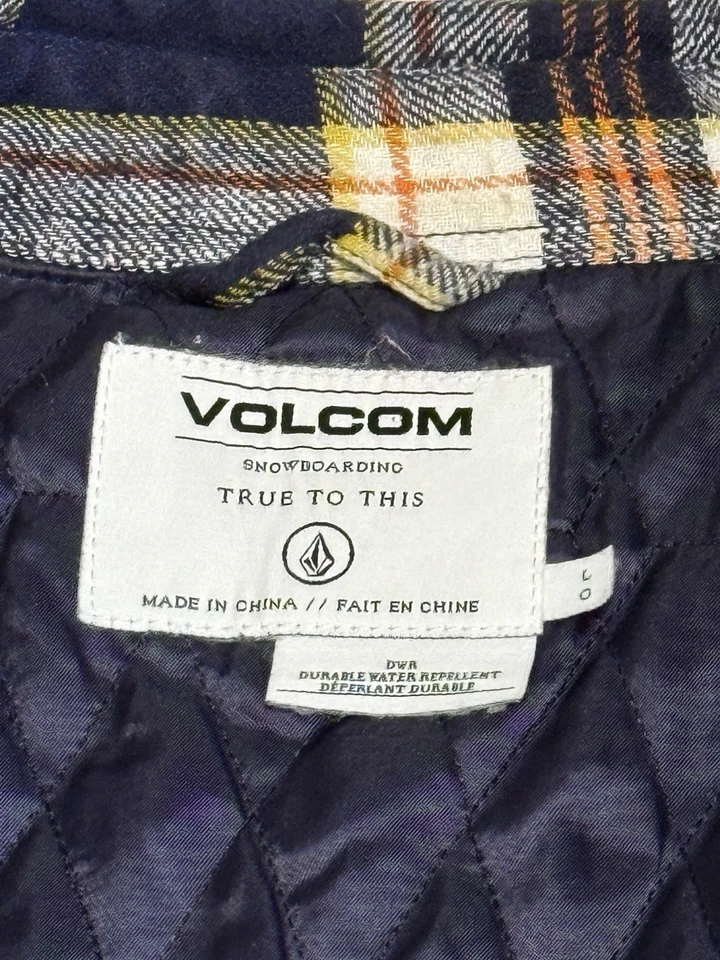 VOLCOM
SNOWBOARDING
TRUE TO THIS
MADE IN CHINA // FAIT EN CHINE
L
O
DWR
DURABLE WATER REPELLENT
DÉPERLANT DURABLE